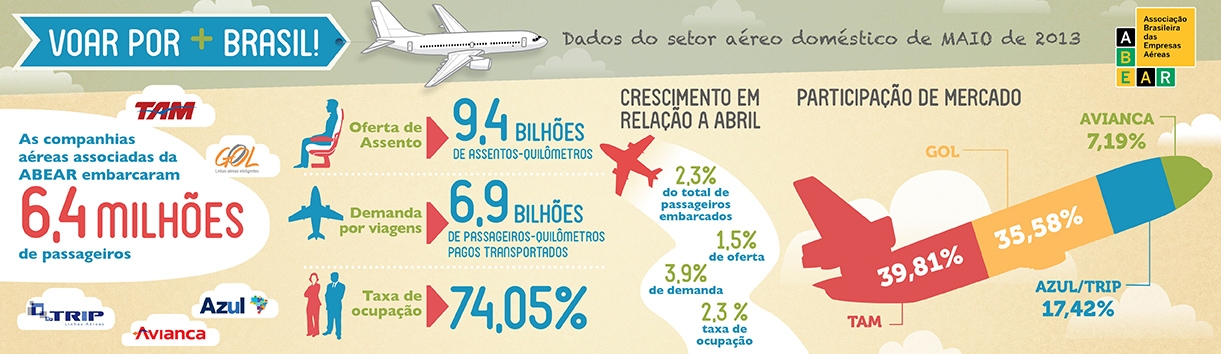 VOAR POR + BRASIL!
Dados do setor aéreo doméstico de MAIO de 2013
Associação
Brasileira
das
Empresas
Aéreas
A
B
EAR
TAM
As companhias
aéreas associadas da
ABEAR embarcaram
6,4 MILHÕES
de passageiros
GOL
Linhas aéreas inteligentes
TRIP
Linhas Aéreas
Azul
Avianca
Oferta de
Assento
9,4 BILHÕES
DE ASSENTOS-QUILÔMETROS
Demanda
por viagens
6,9 BILHÕES
DE PASSAGEIROS-QUILÔMETROS
PAGOS TRANSPORTADOS
Taxa de
ocupação
74,05%
CRESCIMENTO EM
RELAÇÃO A ABRIL
2,3%
do total de
passageiros
embarcados
1,5%
de oferta
3,9%
de demanda
2,3 %
taxa de
ocupação
PARTICIPAÇÃO DE MERCADO
AVIANCA
7,19%
GOL
35,58%
39,81%
AZUL/TRIP
17,42%
TAM